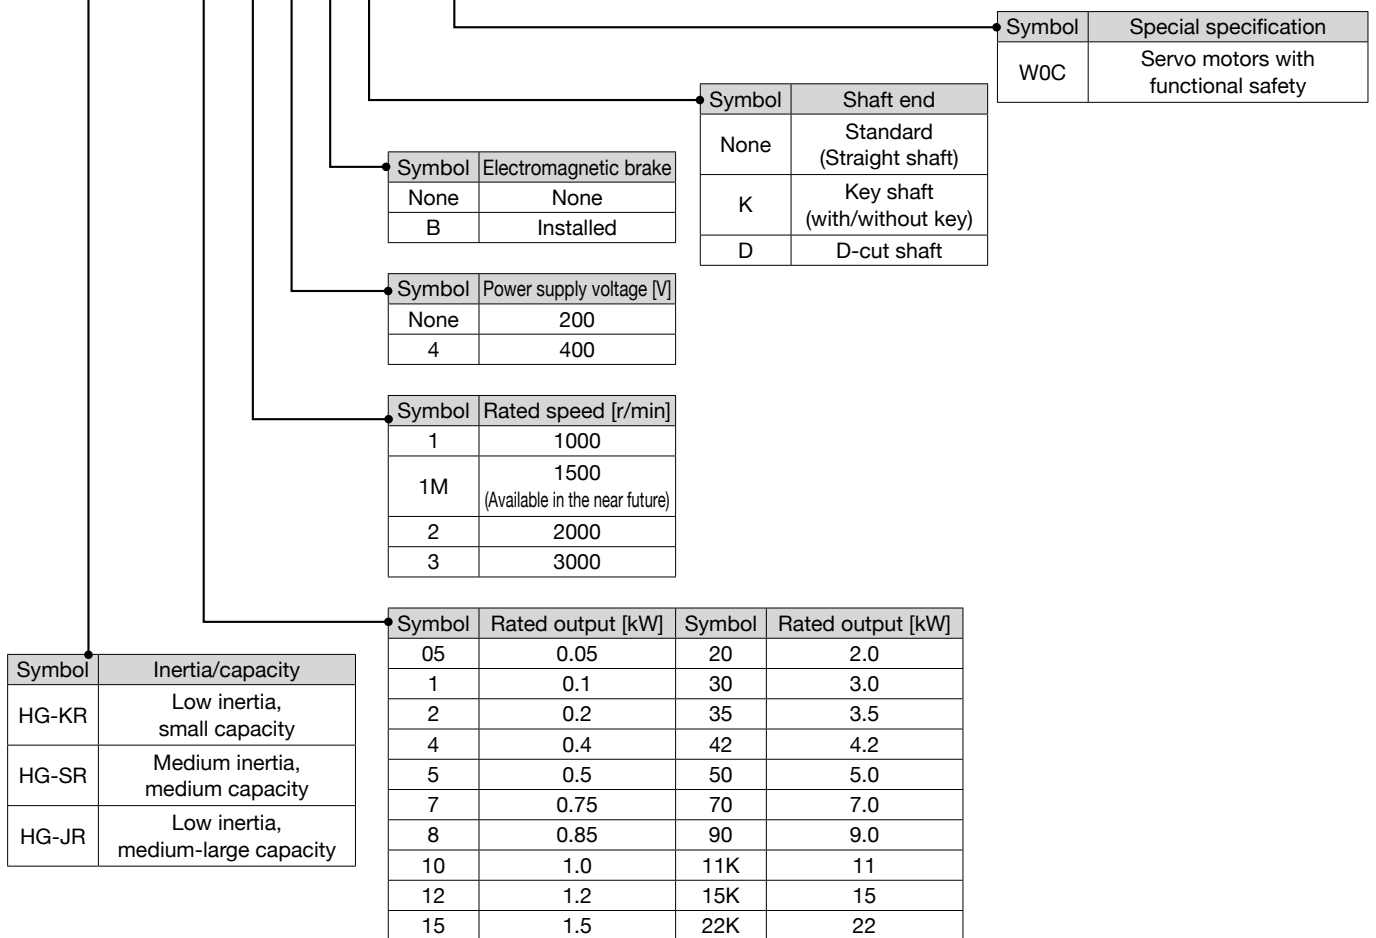 Symbol Special specification
W0C Servo motors with
functional safety
Symbol Shaft end
None Standard
(Straight shaft)
K Key shaft
(with/without key)
D D-cut shaft
Symbol Electromagnetic brake
None None
B Installed
Symbol Power supply voltage [V]
None 200
4 400
Symbol Rated speed [r/min]
1 1000
1M 1500
(Available in the near future)
2 2000
3 3000
Symbol Rated output [kW] Symbol Rated output [kW]
05 0.05 20 2.0
1 0.1 30 3.0
2 0.2 35 3.5
4 0.4 42 4.2
5 0.5 50 5.0
7 0.75 70 7.0
8 0.85 90 9.0
10 1.0 11K 11
12 1.2 15K 15
15 1.5 22K 22
Symbol Inertia/capacity
HG-KR Low inertia,
small capacity
HG-SR Medium inertia,
medium capacity
HG-JR Low inertia,
medium-large capacity